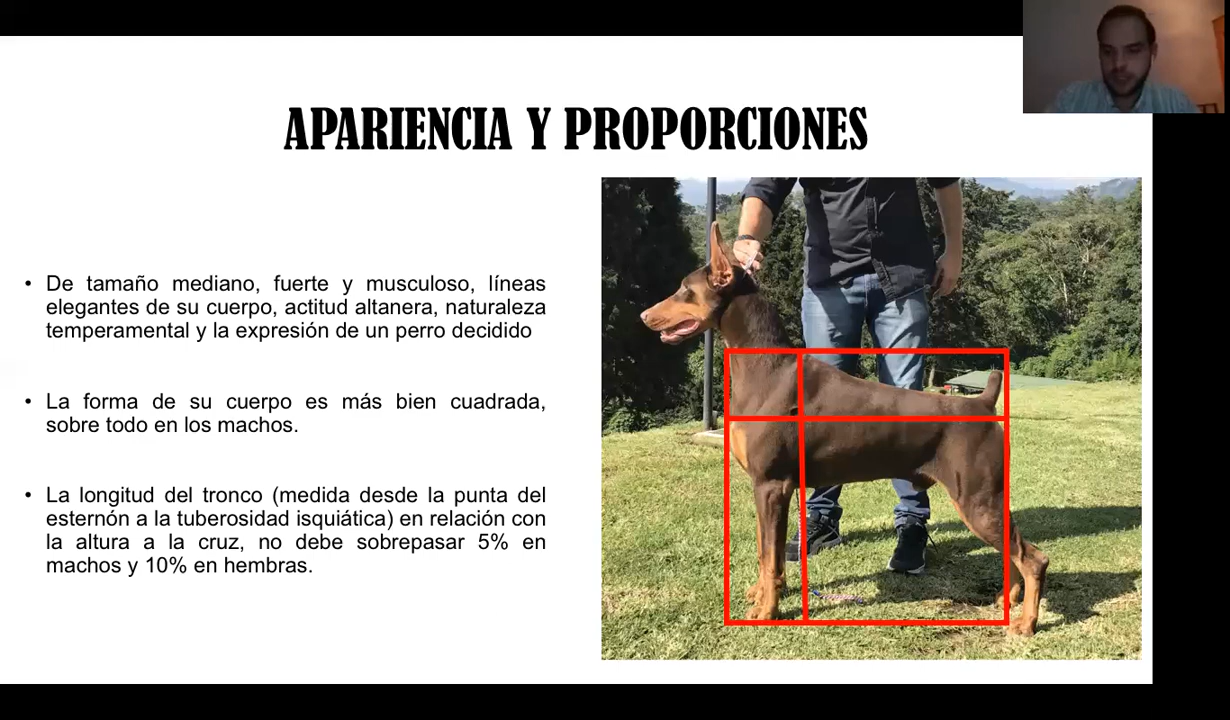 APARIENCIA Y PROPORCIONES
• De tamaño mediano, fuerte y musculoso, líneas
elegantes de su cuerpo, actitud altanera, naturaleza
temperamental y la expresión de un perro decidido
• La forma de su cuerpo es más bien cuadrada,
sobre todo en los machos.
• La longitud del tronco (medida desde la punta del
esternón a la tuberosidad isquiática) en relación con
la altura a la cruz, no debe sobrepasar 5% en
machos y 10% en hembras.